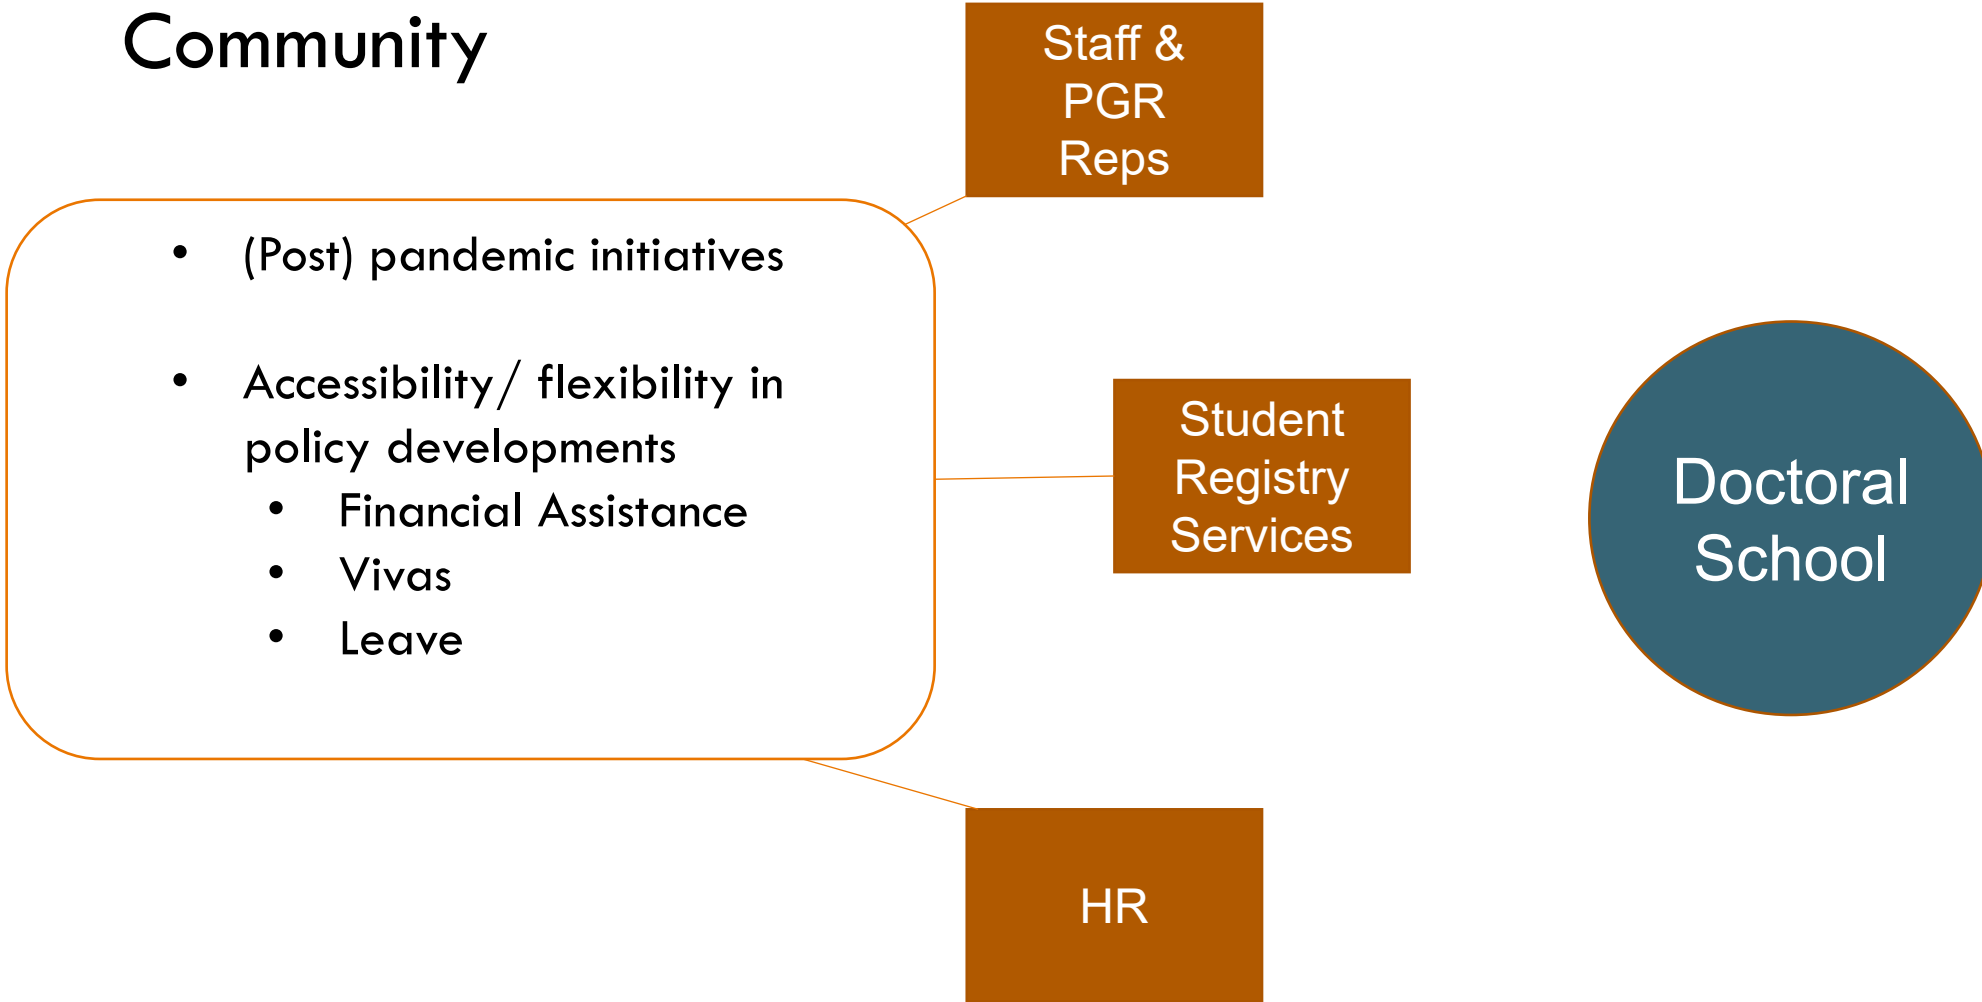 Community
Staff &
PGR
Reps
• (Post) pandemic initiatives
• Accessibility/ flexibility in
policy developments
• Financial Assistance
• Vivas
• Leave
Student
Registry
Services
Doctoral
School
HR